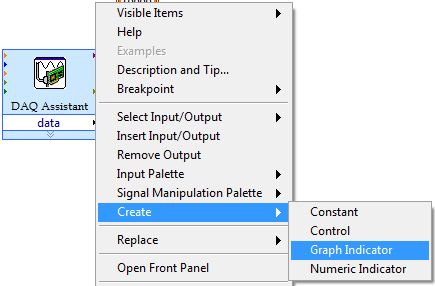 Visible Items
Help
Examples
Description and Tip...
Breakpoint
DAQ Assistant
data
Select Input/Output
Insert Input/Output
Remove Output
Input Palette
Signal Manipulation Palette
Create
Replace
Open Front Panel
Constant
Control
Graph Indicator
Numeric Indicator